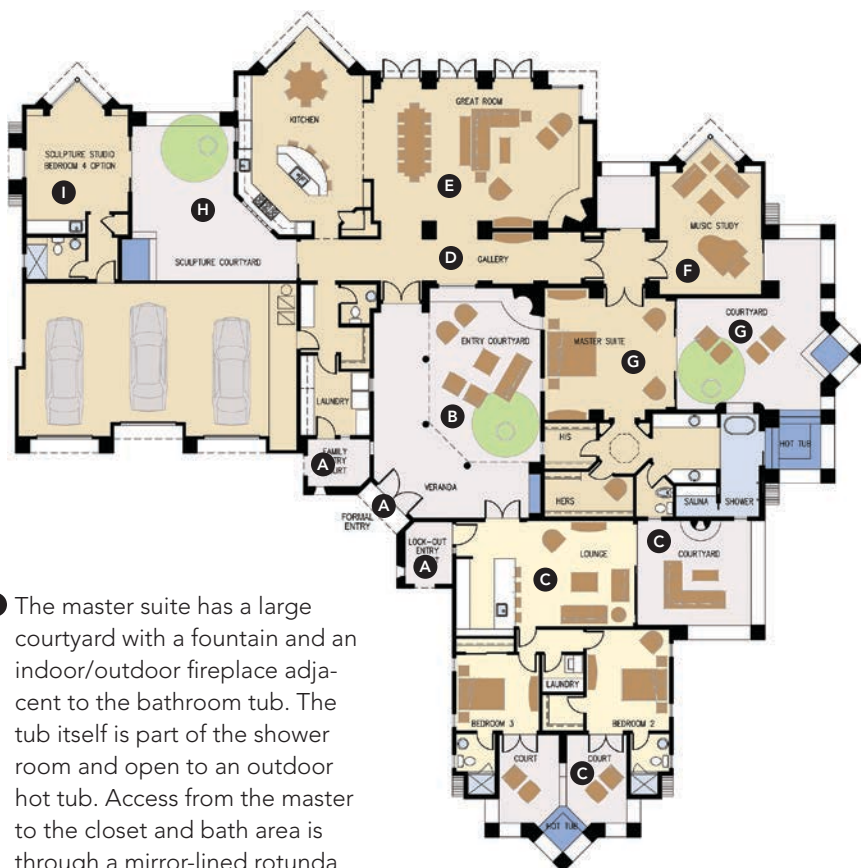 GREAT ROOM
KITCHEN
SCULPTURE STUDIO
BEDROOM 4 OPTION
E
I
H
MUSIC STUDY
D
GALLERY
F
SCULPTURE COURTYARD
COURTYARD
ENTRY COURTYARD
MASTER SUITE
G
G
LAUNDRY
B
HIS
HOT TUB
FAMILY
A
VERANDA
HERS
SAUNA
SHOWER
A
FORMAL
ENTRY
LOCK-OUT
ENTRY
A
LOUNGE
C
COURTYARD
C
LAUNDRY
BEDROOM 3
BEDROOM 2
COURT
COURT
C
HOT TUB
The master suite has a large
courtyard with a fountain and an
indoor/outdoor fireplace adja-
cent to the bathroom tub. The
tub itself is part of the shower
room and open to an outdoor
hot tub. Access from the master
to the closet and bath area is
through a mirror-lined rotunda